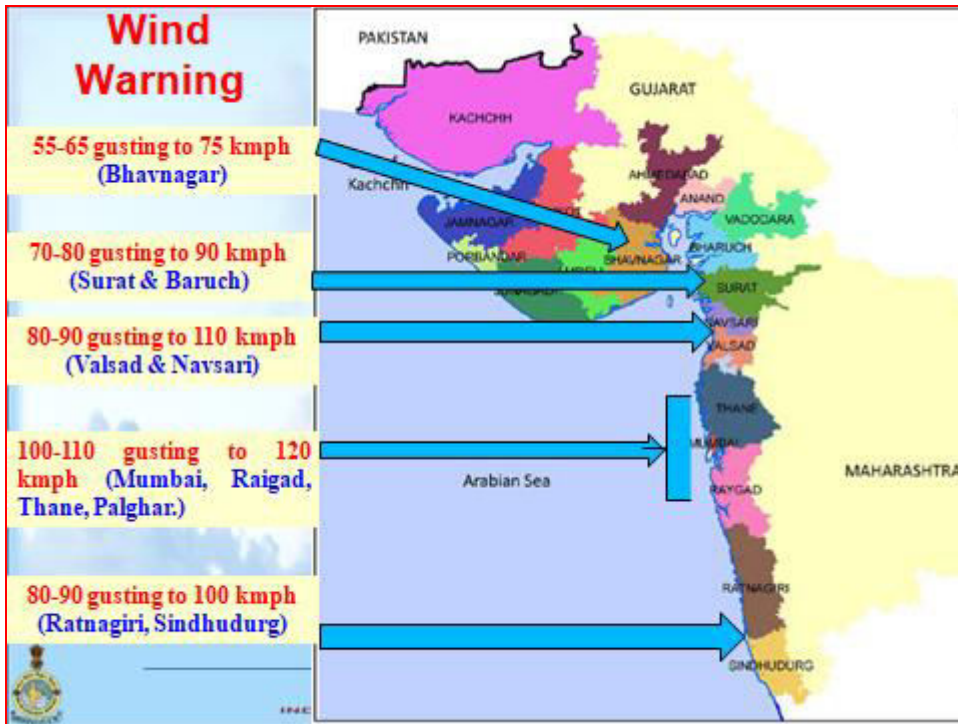 Wind
Warning
55-65 gusting to 75 kmph
(Bhavnagar)
70-80 gusting to 90 kmph
(Surat & Baruch)
80-90 gusting to 110 kmph
(Valsad & Navsari)
100-110 gusting to 120
kmph (Mumbai, Raigad,
Thane, Palghar.)
80-90 gusting to 100 kmph
(Ratnagiri, Sindhudurg)
PAKISTAN
GUJARAT
KACHCHH
Kachchh
AHMEDABAD
ANAND
VADODARA
JAMNAGAR
BHARUCH
PORBANDAR
BHAVNAGAR
SURAT
NAVSARI
VALSAD
THANE
MUMBAI
MAHARASHTRA
Arabian Sea
RAYGAD
RATNAGIRI
SINDHUDURG